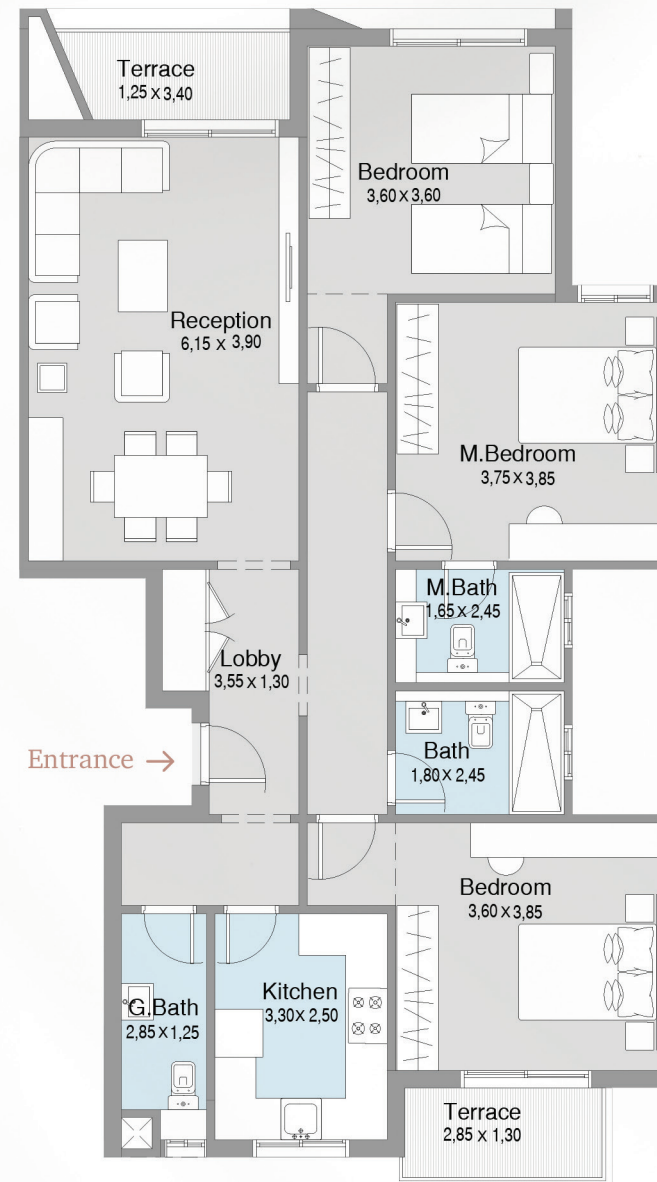 Terrace
1,25 x 3,40
Bedroom
3,60 x 3,60
Reception
6,15 x 3,90
M.Bedroom
3,75 x 3,85
M.Bath
1,65 x 2,45
Lobby
3,55 x 1,30
Entrance →
Bath
1,80 x 2,45
Bedroom
3,60 x 3,85
Kitchen
3,30 x 2,50
G.Bath
2,85 x 1,25
Terrace
2,85 x 1,30